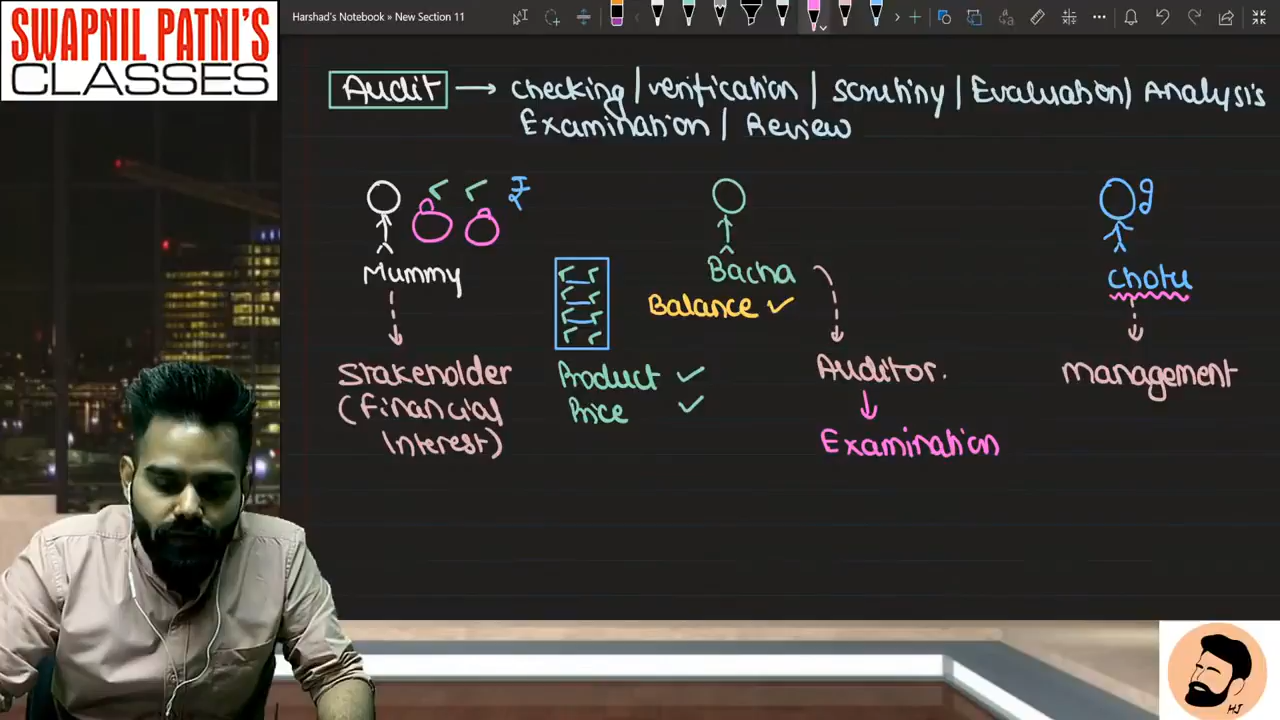 SWAPNIL PATNI'S
CLASSES
Harshad's Notebook » New Section 11
Audit → checking / verification / scrutiny / Evaluation / Analysis
Examination / Review
₹
Mummy
Bacha
chotu
Balance ✓
Stakeholder
(financial
Interest)
Product ✓
Price ✓
Auditor.
management
Examination
HJ